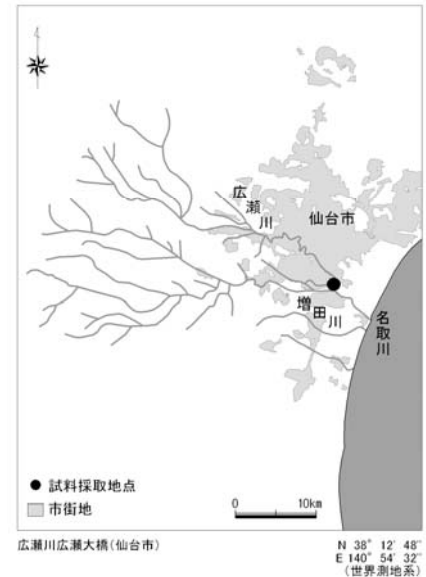 4
広瀬川
仙台市
増田川
名取川
● 試料採取地点
市街地
0 10km
広瀬川広瀬大橋(仙台市)
N 38° 12′ 48″
E 140° 54′ 32″
(世界測地系)